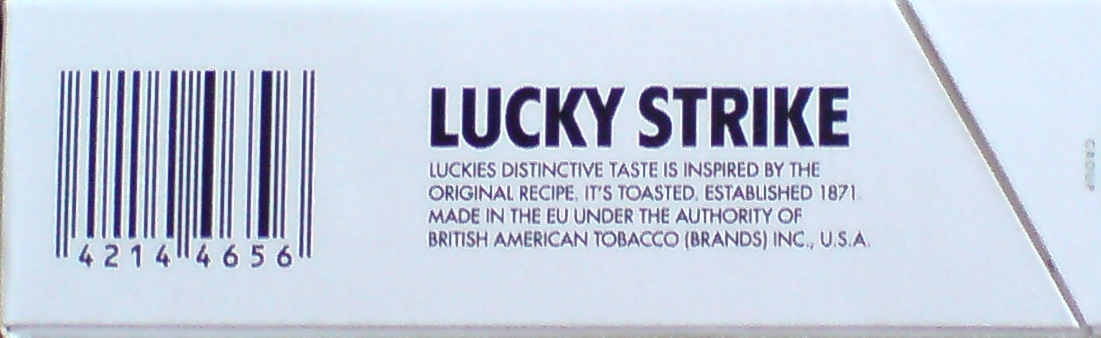 LUCKY STRIKE
LUCKIES DISTINCTIVE TASTE IS INSPIRED BY THE
ORIGINAL RECIPE. IT'S TOASTED. ESTABLISHED 1871.
MADE IN THE EU UNDER THE AUTHORITY OF
BRITISH AMERICAN TOBACCO (BRANDS) INC., U.S.A.
4214 4656
GROUP